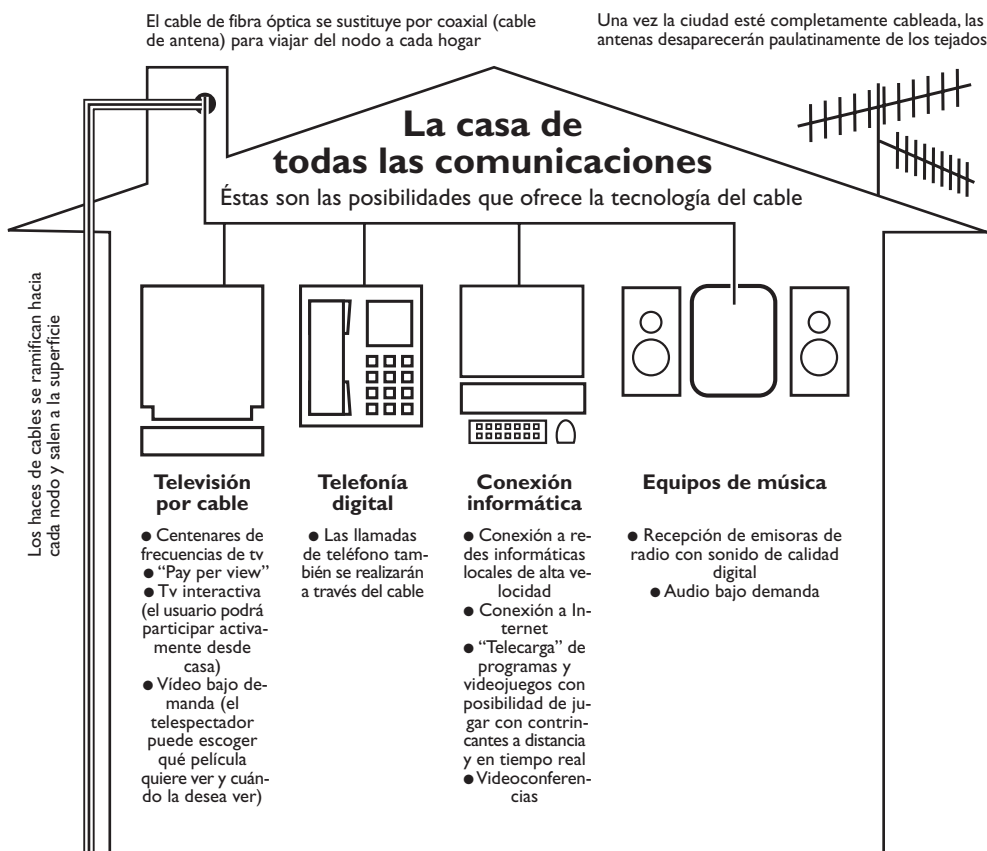 El cable de fibra óptica se sustituye por coaxial (cable
de antena) para viajar del nodo a cada hogar
Una vez la ciudad esté completamente cableada, las
antenas desaparecerán paulatinamente de los tejados
La casa de
todas las comunicaciones
Éstas son las posibilidades que ofrece la tecnología del cable
Los haces de cables se ramifican hacia
cada nodo y salen a la superficie
Televisión
por cable
● Centenares de
frecuencias de tv
● “Pay per view”
● Tv interactiva
(el usuario podrá
participar activa-
mente desde
casa)
● Vídeo bajo de-
manda (el
telespectador
puede escoger
qué película
quiere ver y cuán-
do la desea ver)
Telefonía
digital
● Las llamadas
de teléfono tam-
bién se realizarán
a través del cable
Conexión
informática
● Conexión a re-
des informáticas
locales de alta ve-
locidad
● Conexión a In-
ternet
● “Telecarga” de
programas y
videojuegos con
posibilidad de ju-
gar con contrin-
cantes a distancia
y en tiempo real
● Videoconferen-
cias
Equipos de música
● Recepción de emisoras de
radio con sonido de calidad
digital
● Audio bajo demanda